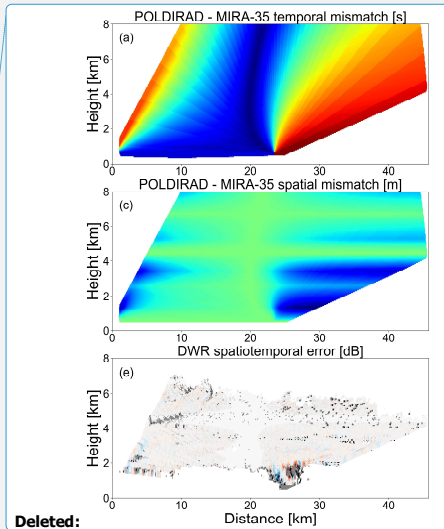 POLDIRAD - MIRA-35 temporal mismatch [s]
(a)
8
6
4
2
0
Height [km]
0 10 20 30 40
POLDIRAD - MIRA-35 spatial mismatch [m]
(c)
8
6
4
2
0
Height [km]
0 10 20 30 40
DWR spatiotemporal error [dB]
(e)
8
6
4
2
0
Height [km]
0 10 20 30 40
Deleted: Distance [km]